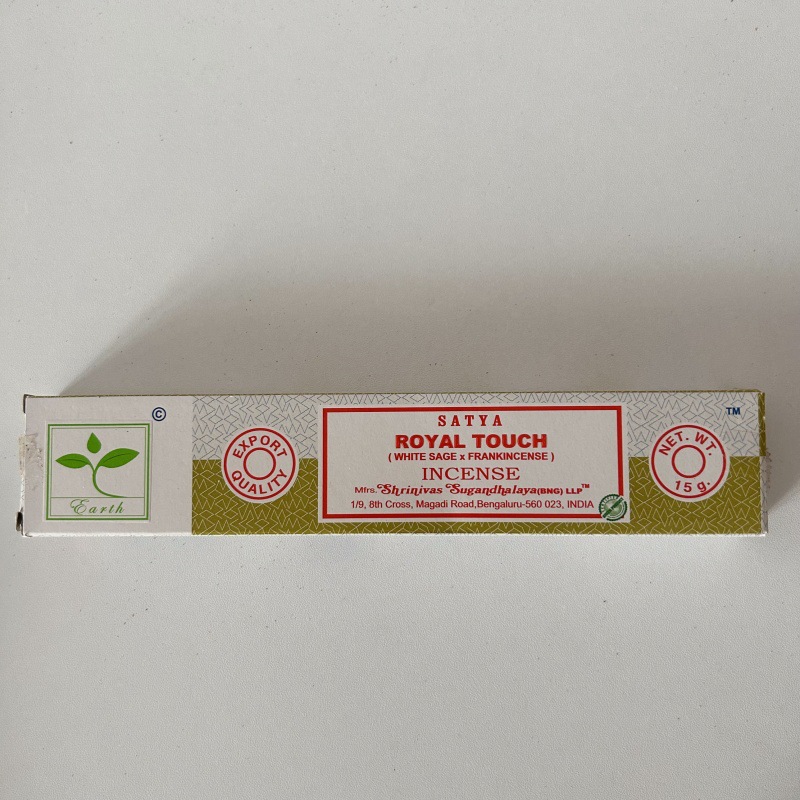 ©
Earth
EXPORT
QUALITY
SATYA
ROYAL TOUCH
( WHITE SAGE x FRANKINCENSE )
INCENSE
Mfrs. Shrinivas Sugandhalaya (BNG) LLP™
1/9, 8th Cross, Magadi Road,Bengaluru-560 023, INDIA
NET. WT.
15 g.
TM